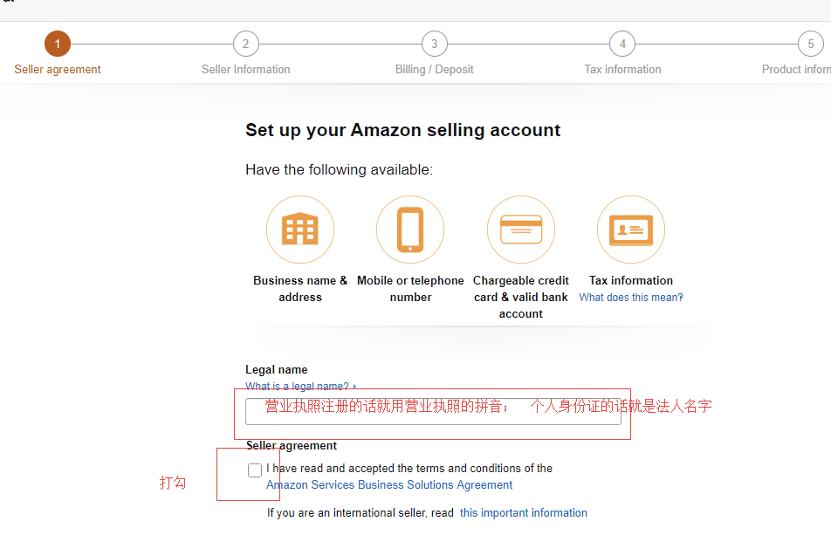 1
2
3
4
5
Seller agreement
Seller Information
Billing / Deposit
Tax information
Product inform
Set up your Amazon selling account
Have the following available:
Business name &
address
Mobile or telephone
number
Chargeable credit
card & valid bank
account
Tax information
What does this mean?
Legal name
What is a legal name?
营业执照注册的话就用营业执照的拼音; 个人身份证的话就是法人名字
Seller agreement
打勾
I have read and accepted the terms and conditions of the
Amazon Services Business Solutions Agreement
If you are an international seller, read this important information